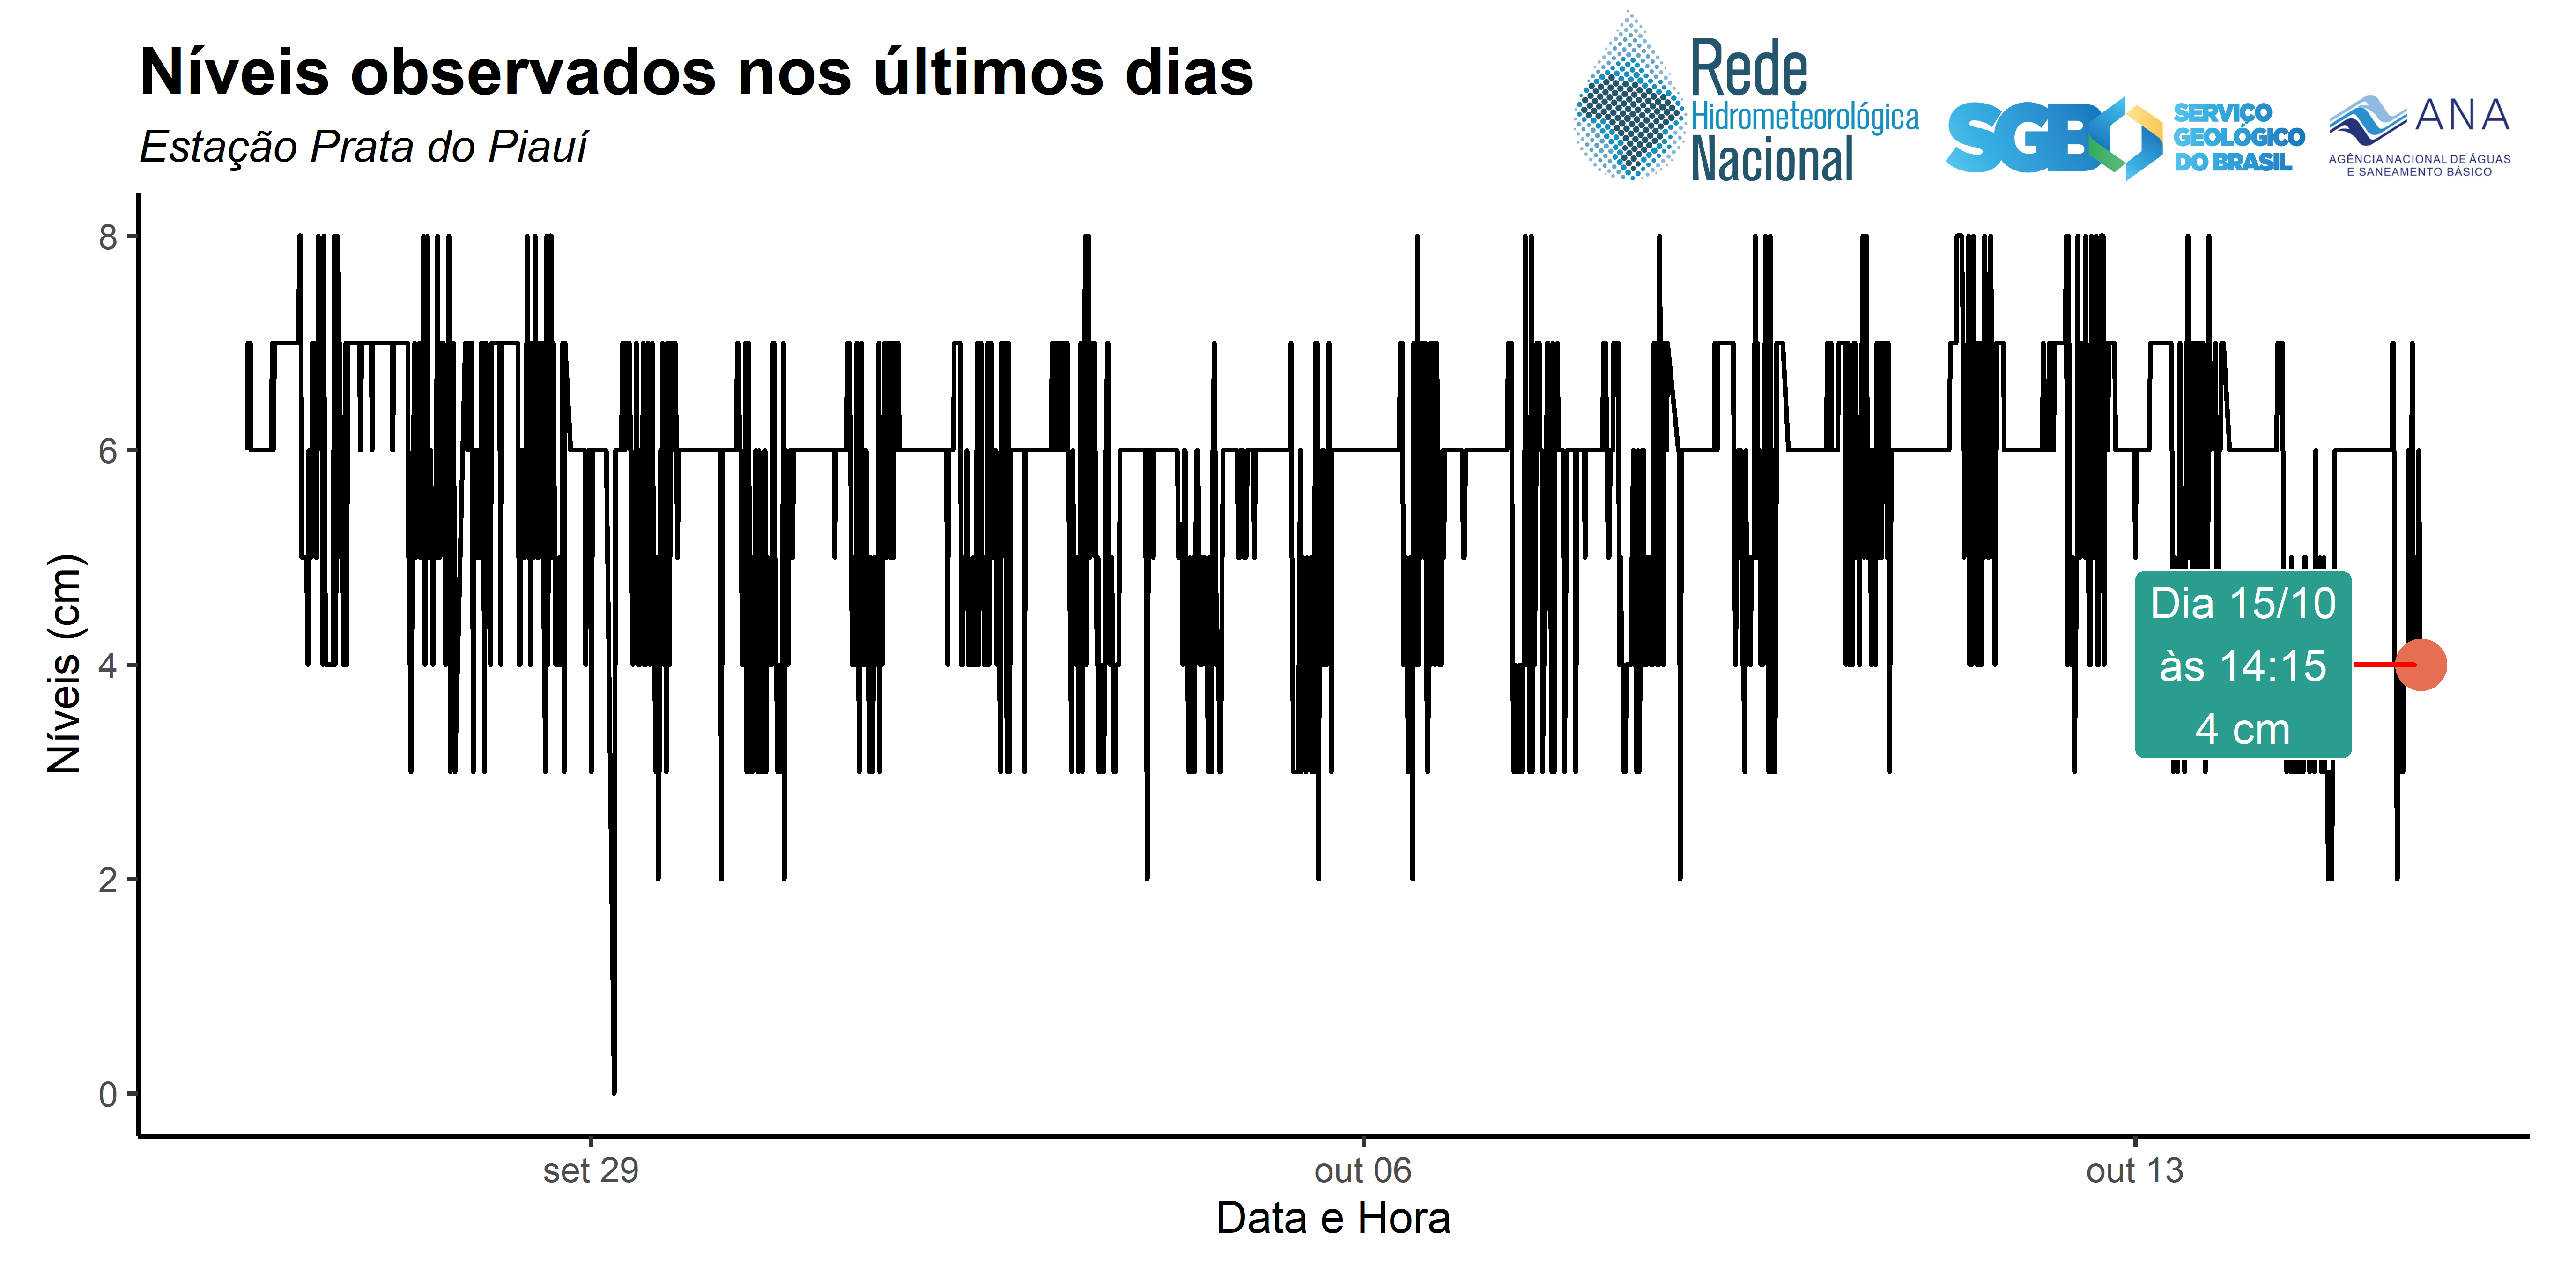 Níveis observados nos últimos dias
Estação Prata do Piauí
Rede
Hidrometeorológica
Nacional
SGB
SERVIÇO
GEOLÓGICO
DO BRASIL
ANA
AGÊNCIA NACIONAL DE ÁGUAS
E SANEAMENTO BÁSICO
Níveis (cm)
8
6
4
2
0
Dia 15/10
às 14:15
4 cm
set 29
out 06
out 13
Data e Hora